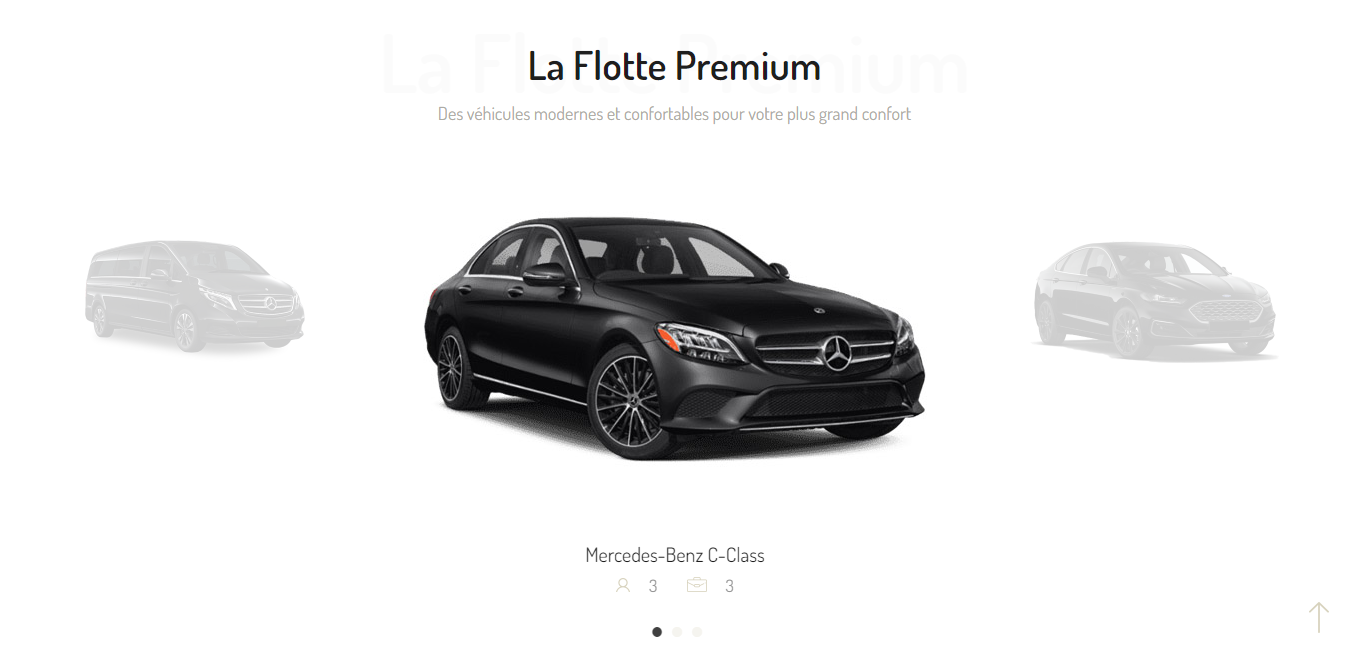 La Flotte Premium
La Flotte Premium
Des véhicules modernes et confortables pour votre plus grand confort
Mercedes-Benz C-Class
3 3